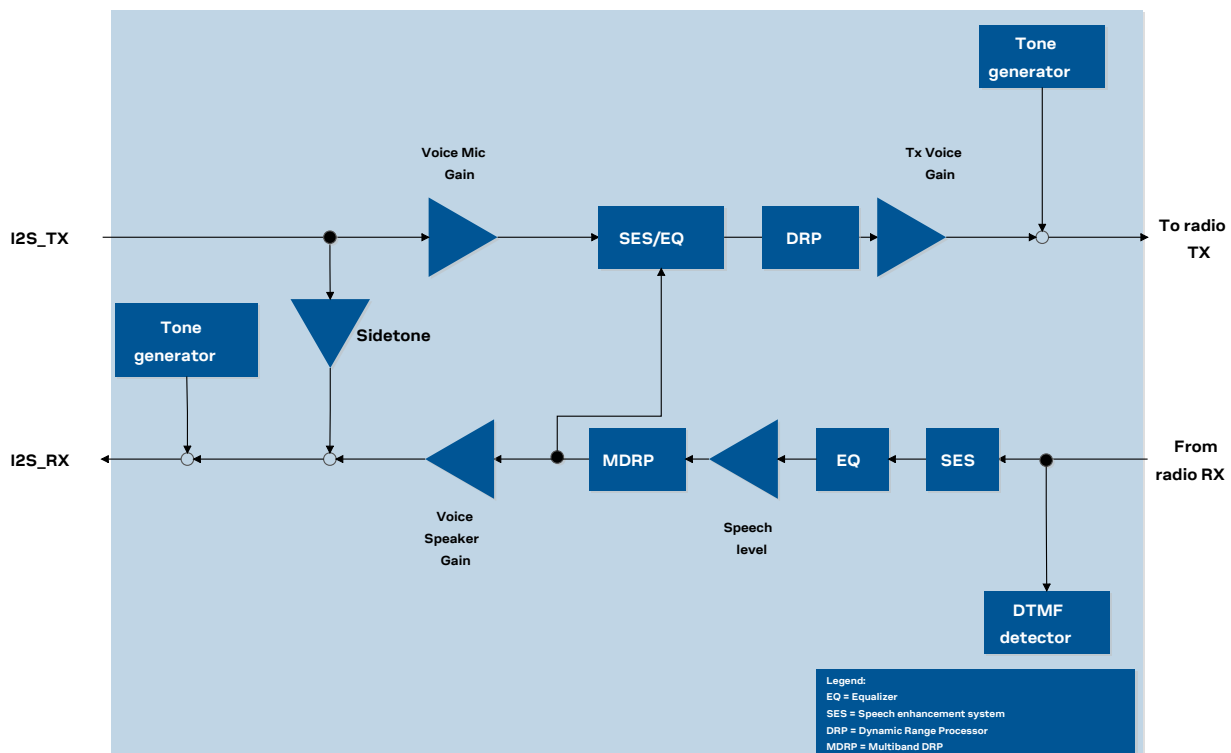 Tone
generator
Voice Mic
Gain
Tx Voice
Gain
I2S_TX
SES/EQ
DRP
To radio
TX
Tone
generator
Sidetone
I2S_RX
MDRP
EQ
SES
From
radio RX
Voice
Speaker
Gain
Speech
level
DTMF
detector
Legend:
EQ = Equalizer
SES = Speech enhancement system
DRP = Dynamic Range Processor
MDRP = Multiband DRP